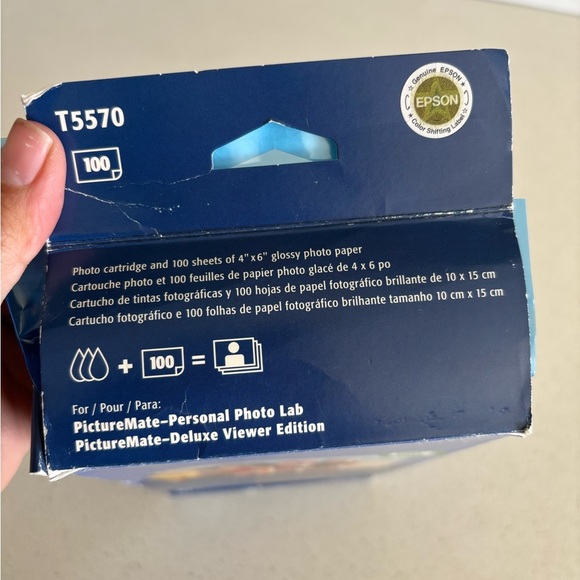 T5570
Genuine EPSON
EPSON
Color Shifting Label
100
Photo cartridge and 100 sheets of 4"x6" glossy photo paper
Cartouche photo et 100 feuilles de papier photo glacé de 4 x 6 po
Cartucho de tintas fotográficas y 100 hojas de papel fotográfico brillante de 10 x 15 cm
Cartucho fotográfico e 100 folhas de papel fotográfico brilhante tamanho 10 cm x 15 cm
+ 100 =
For / Pour / Para:
PictureMate–Personal Photo Lab
PictureMate–Deluxe Viewer Edition